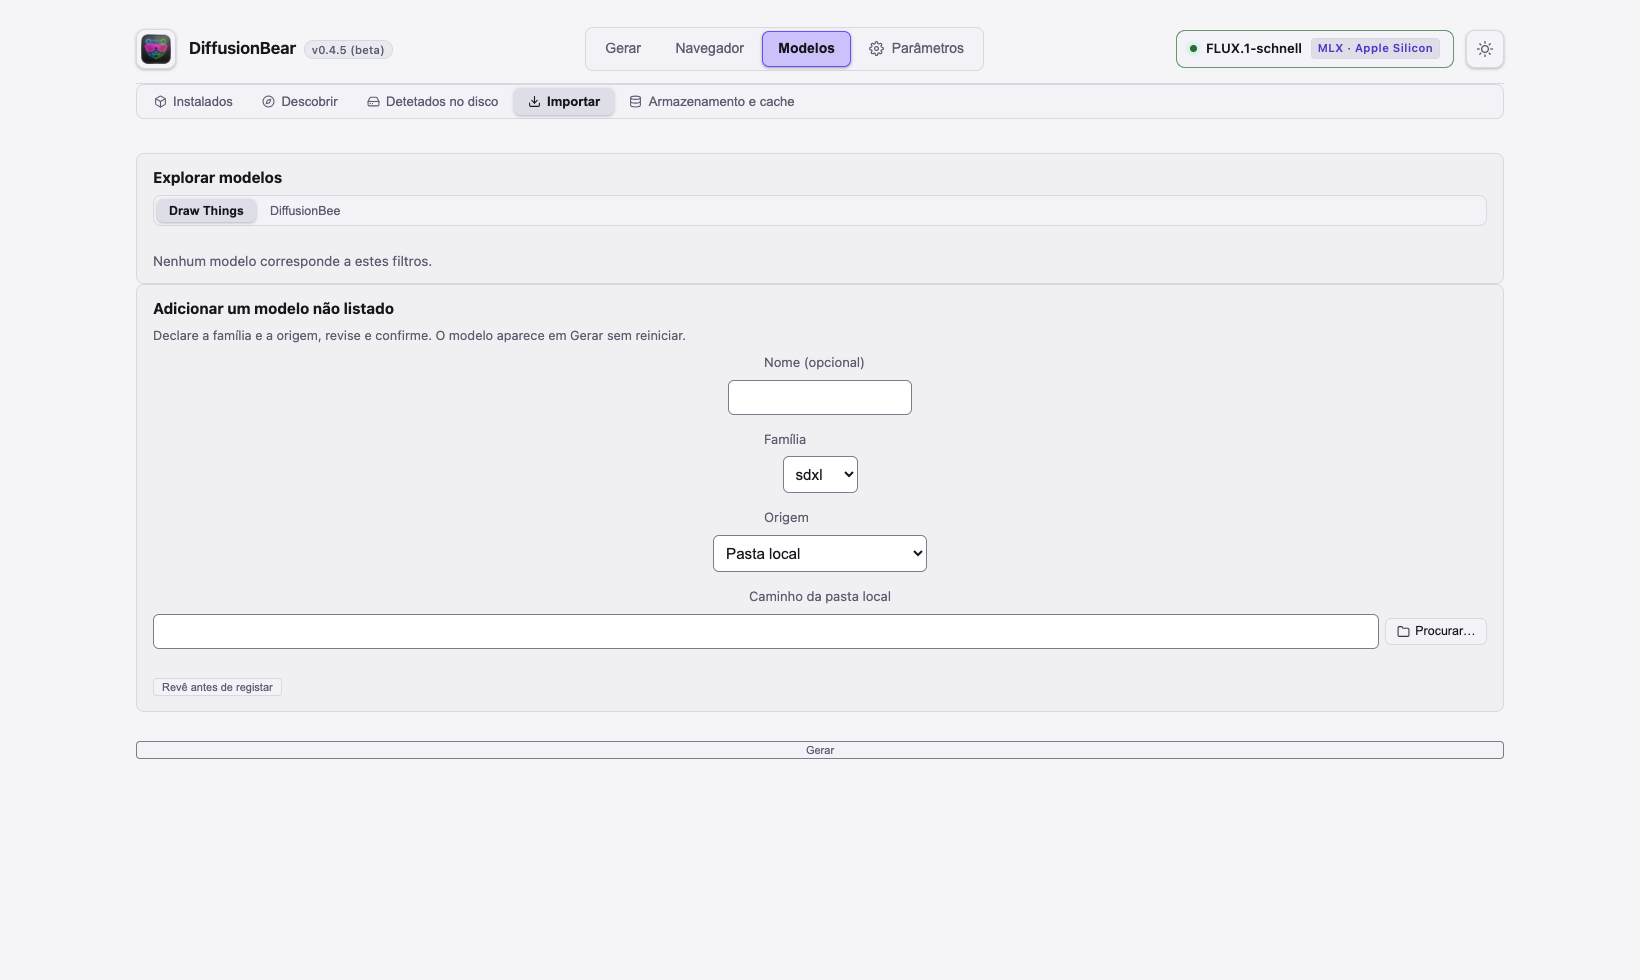 DiffusionBear v0.4.5 (beta)
Gerar Navegador Modelos Parâmetros
FLUX.1-schnell MLX · Apple Silicon
Instalados Descobrir Detetados no disco Importar Armazenamento e cache
Explorar modelos
Draw Things DiffusionBee
Nenhum modelo corresponde a estes filtros.
Adicionar um modelo não listado
Declare a família e a origem, revise e confirme. O modelo aparece em Gerar sem reiniciar.
Nome (opcional)
Família
sdxl
Origem
Pasta local
Caminho da pasta local
Procurar…
Revê antes de registar
Gerar